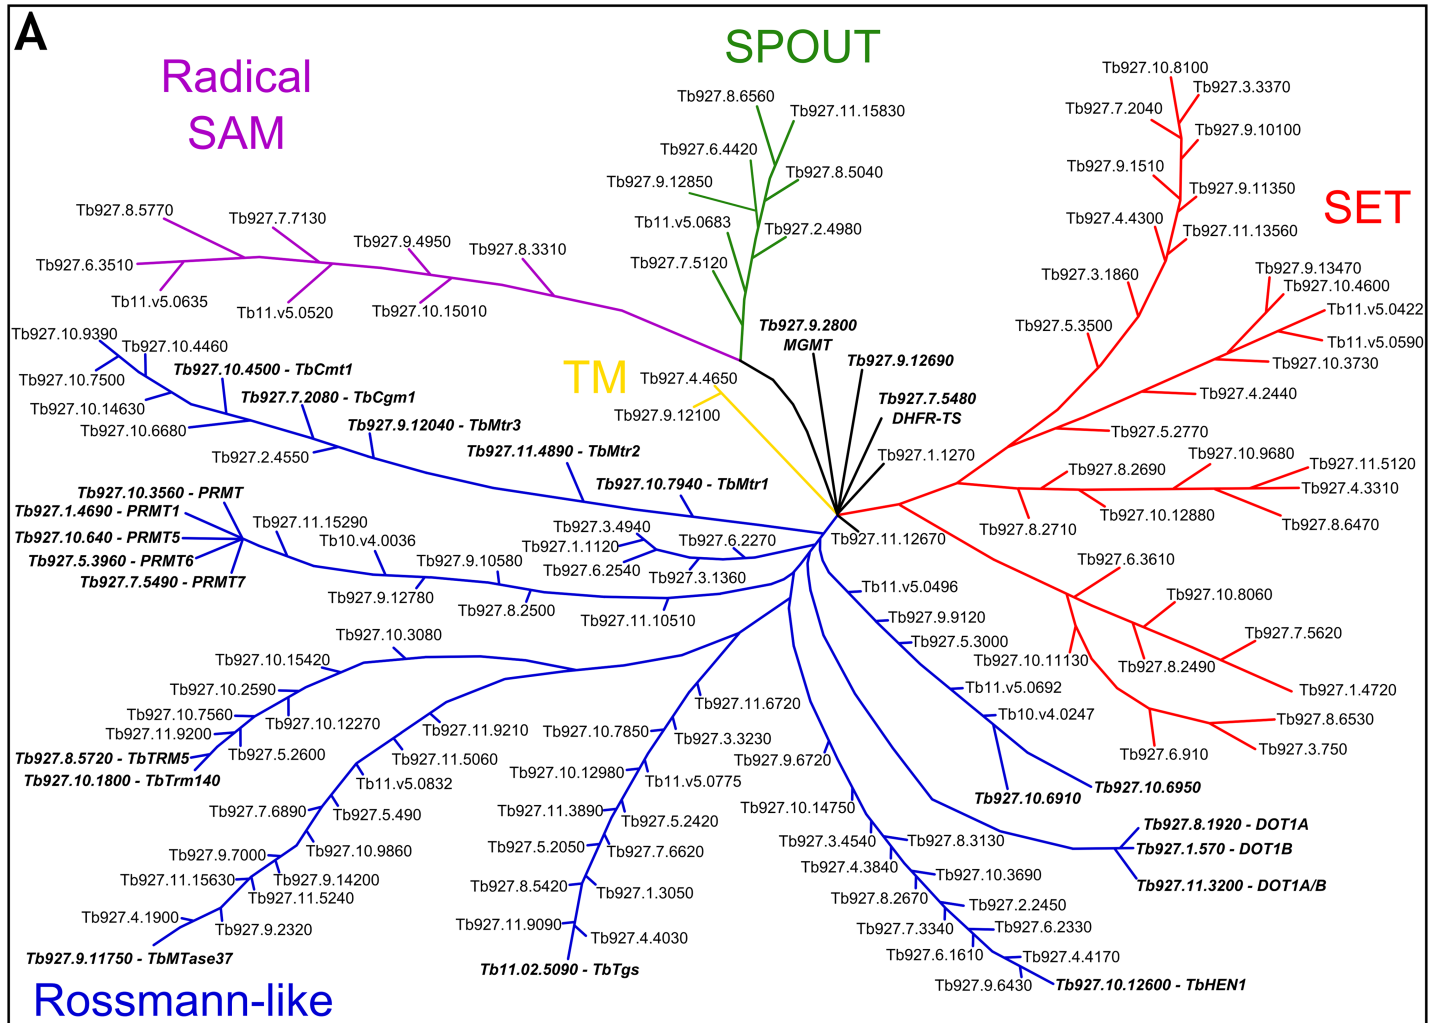 A
Radical
SAM
SPOUT
SET
TM
Rossmann-like
Tb927.8.5770
Tb927.7.7130
Tb927.9.4950
Tb927.8.3310
Tb927.6.3510
Tb11.v5.0635
Tb11.v5.0520
Tb927.10.15010
Tb927.8.6560
Tb927.11.15830
Tb927.6.4420
Tb927.9.12850
Tb927.8.5040
Tb11.v5.0683
Tb927.2.4980
Tb927.7.5120
Tb927.9.2800
MGMT
Tb927.9.12690
Tb927.7.5480
DHFR-TS
Tb927.1.1270
Tb927.11.12670
Tb927.4.4650
Tb927.9.12100
Tb927.10.8100
Tb927.3.3370
Tb927.7.2040
Tb927.9.10100
Tb927.9.1510
Tb927.9.11350
Tb927.4.4300
Tb927.11.13560
Tb927.3.1860
Tb927.5.3500
Tb927.9.13470
Tb927.10.4600
Tb11.v5.0422
Tb11.v5.0590
Tb927.10.3730
Tb927.4.2440
Tb927.5.2770
Tb927.8.2690
Tb927.10.9680
Tb927.11.5120
Tb927.4.3310
Tb927.8.6470
Tb927.10.12880
Tb927.8.2710
Tb927.6.3610
Tb927.10.8060
Tb927.7.5620
Tb927.10.11130
Tb927.8.2490
Tb927.1.4720
Tb927.8.6530
Tb927.3.750
Tb927.6.910
Tb927.10.9390
Tb927.10.4460
Tb927.10.7500
Tb927.10.4500 - TbCmt1
Tb927.10.14630
Tb927.7.2080 - TbCgm1
Tb927.10.6680
Tb927.9.12040 - TbMtr3
Tb927.2.4550
Tb927.11.4890 - TbMtr2
Tb927.10.7940 - TbMtr1
Tb927.10.3560 - PRMT
Tb927.1.4690 - PRMT1
Tb927.10.640 - PRMT5
Tb927.5.3960 - PRMT6
Tb927.7.5490 - PRMT7
Tb927.11.15290
Tb10.v4.0036
Tb927.9.10580
Tb927.9.12780
Tb927.8.2500
Tb927.11.10510
Tb927.3.4940
Tb927.1.1120
Tb927.6.2540
Tb927.6.2270
Tb927.3.1360
Tb927.10.3080
Tb927.10.15420
Tb927.10.2590
Tb927.10.7560
Tb927.10.12270
Tb927.11.9200
Tb927.5.2600
Tb927.8.5720 - TbTRM5
Tb927.10.1800 - TbTrm140
Tb927.11.9210
Tb927.11.5060
Tb11.v5.0832
Tb927.7.6890
Tb927.5.490
Tb927.10.9860
Tb927.9.7000
Tb927.9.14200
Tb927.11.15630
Tb927.11.5240
Tb927.4.1900
Tb927.9.2320
Tb927.9.11750 - TbMTase37
Tb927.11.6720
Tb927.10.7850
Tb927.3.3230
Tb927.10.12980
Tb11.v5.0775
Tb927.11.3890
Tb927.5.2420
Tb927.5.2050
Tb927.7.6620
Tb927.8.5420
Tb927.1.3050
Tb927.11.9090
Tb927.4.4030
Tb11.02.5090 - TbTgs
Tb927.9.6720
Tb927.10.14750
Tb927.3.4540
Tb927.8.3130
Tb927.4.3840
Tb927.10.3690
Tb927.8.2670
Tb927.2.2450
Tb927.7.3340
Tb927.6.2330
Tb927.6.1610
Tb927.4.4170
Tb927.9.6430
Tb927.10.12600 - TbHEN1
Tb11.v5.0496
Tb927.9.9120
Tb927.5.3000
Tb11.v5.0692
Tb10.v4.0247
Tb927.10.6910
Tb927.10.6950
Tb927.8.1920 - DOT1A
Tb927.1.570 - DOT1B
Tb927.11.3200 - DOT1A/B